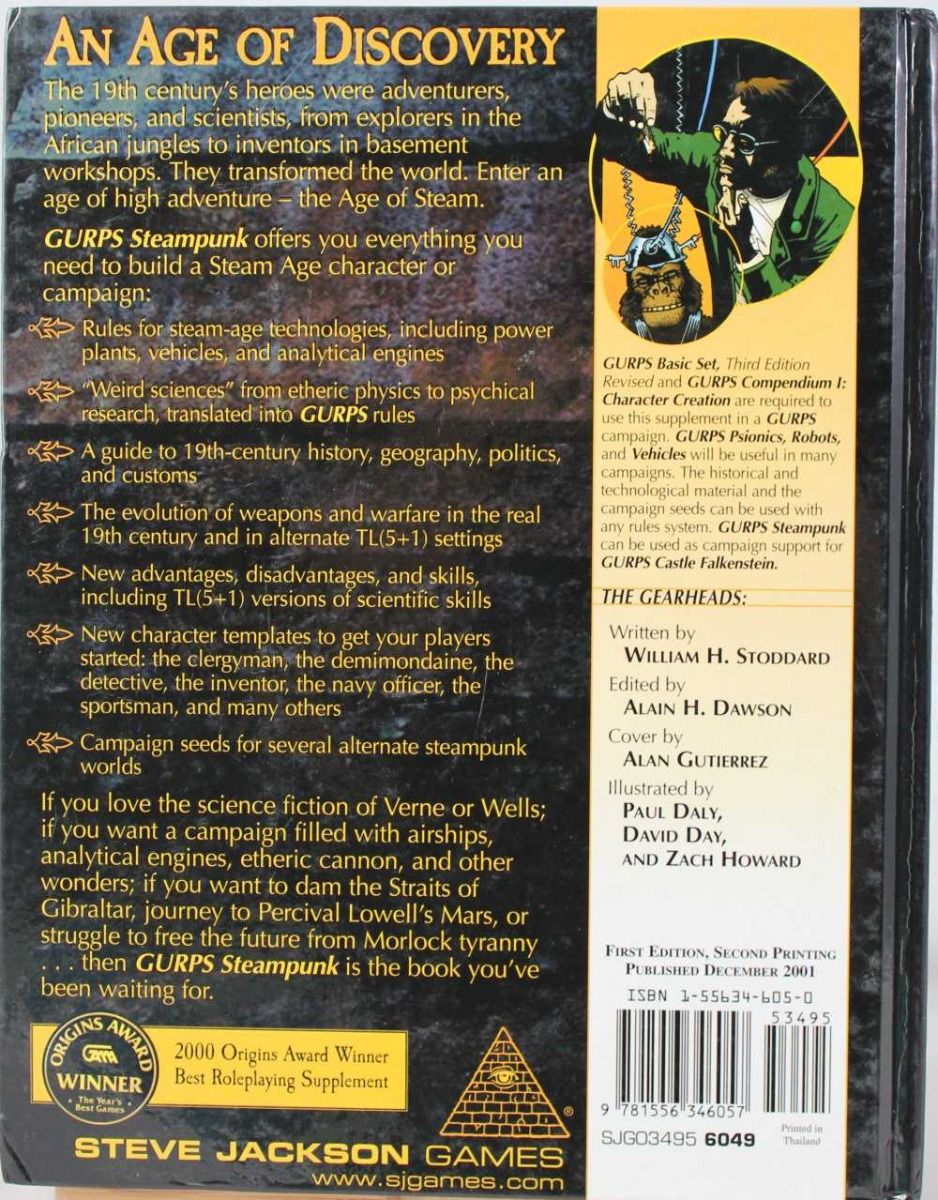 AN AGE OF DISCOVERY
The 19th century's heroes were adventurers,
pioneers, and scientists, from explorers in the
African jungles to inventors in basement
workshops. They transformed the world. Enter an
age of high adventure – the Age of Steam.
GURPS Steampunk offers you everything you
need to build a Steam Age character or
campaign:
Rules for steam-age technologies, including power
plants, vehicles, and analytical engines
"Weird sciences" from etheric physics to psychical
research, translated into GURPS rules
A guide to 19th-century history, geography, politics,
and customs
The evolution of weapons and warfare in the real
19th century and in alternate TL(5+1) settings
New advantages, disadvantages, and skills,
including TL(5+1) versions of scientific skills
New character templates to get your players
started: the clergyman, the demimondaine, the
detective, the inventor, the navy officer, the
sportsman, and many others
Campaign seeds for several alternate steampunk
worlds
If you love the science fiction of Verne or Wells;
if you want a campaign filled with airships,
analytical engines, etheric cannon, and other
wonders; if you want to dam the Straits of
Gibraltar, journey to Percival Lowell's Mars, or
struggle to free the future from Morlock tyranny
. . . then GURPS Steampunk is the book you've
been waiting for.
ORIGINS AWARD
GAMA
WINNER
The Year's
Best Games
2000 Origins Award Winner
Best Roleplaying Supplement
®
STEVE JACKSON GAMES
www.sjgames.com
GURPS Basic Set, Third Edition
Revised and GURPS Compendium I:
Character Creation are required to
use this supplement in a GURPS
campaign. GURPS Psionics, Robots,
and Vehicles will be useful in many
campaigns. The historical and
technological material and the
campaign seeds can be used with
any rules system. GURPS Steampunk
can be used as campaign support for
GURPS Castle Falkenstein.
THE GEARHEADS:
Written by
WILLIAM H. STODDARD
Edited by
ALAIN H. DAWSON
Cover by
ALAN GUTIERREZ
Illustrated by
PAUL DALY,
DAVID DAY,
AND ZACH HOWARD
FIRST EDITION, SECOND PRINTING
PUBLISHED DECEMBER 2001
ISBN 1-55634-605-0
53495
9 781556 346057
SJG03495 6049
Printed in
Thailand